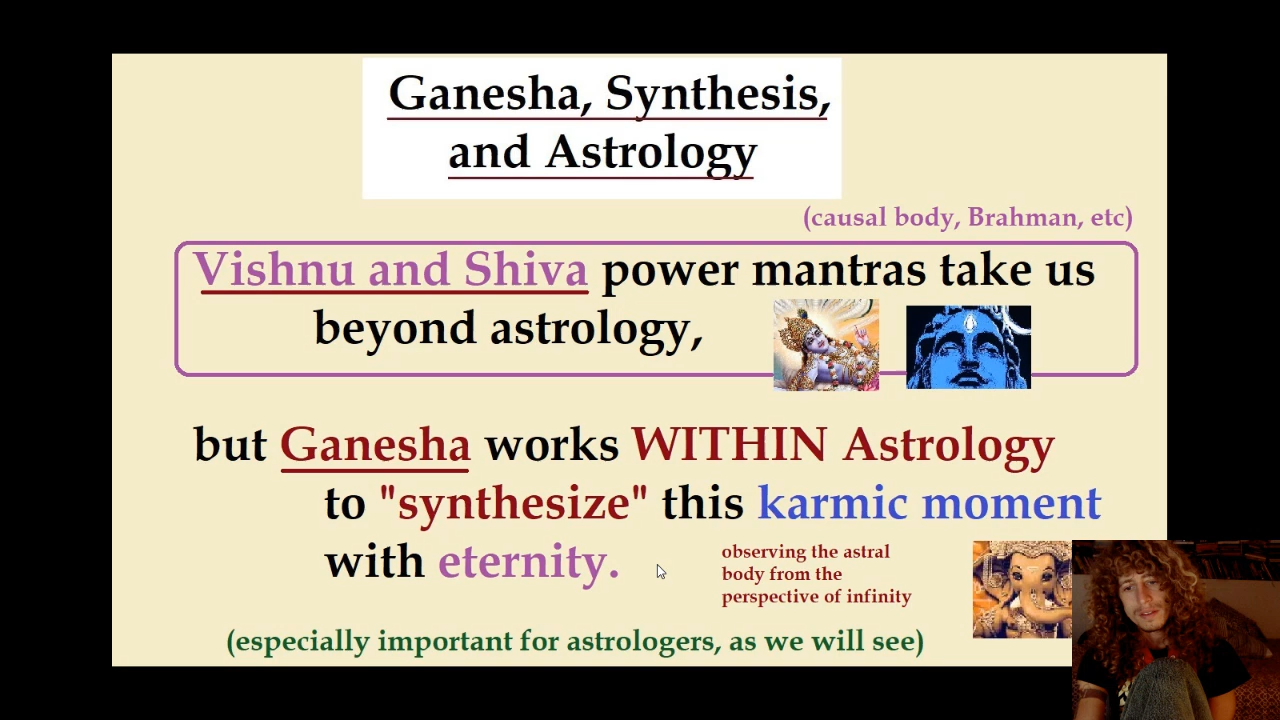 Ganesha, Synthesis,
and Astrology
(causal body, Brahman, etc)
Vishnu and Shiva power mantras take us
beyond astrology,
but Ganesha works WITHIN Astrology
to "synthesize" this karmic moment
with eternity.
observing the astral
body from the
perspective of infinity
(especially important for astrologers, as we will see)